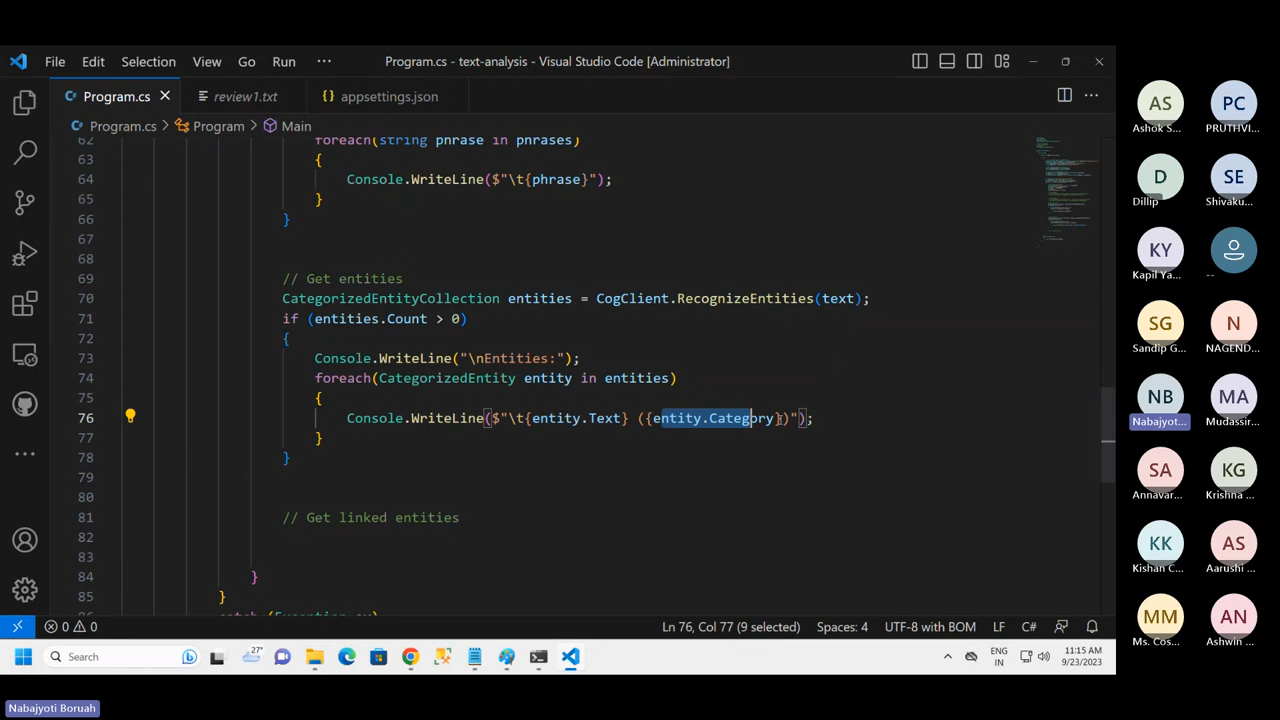 File Edit Selection View Go Run ··· Program.cs - text-analysis - Visual Studio Code [Administrator]
Program.cs review1.txt {} appsettings.json
Program.cs > Program > Main
62 foreach(string phrase in phrases)
63 {
64 Console.WriteLine($"\t{phrase}");
65 }
66 }
67
68
69 // Get entities
70 CategorizedEntityCollection entities = CogClient.RecognizeEntities(text);
71 if (entities.Count > 0)
72 {
73 Console.WriteLine("\nEntities:");
74 foreach(CategorizedEntity entity in entities)
75 {
76 Console.WriteLine($"\t{entity.Text} ({entity.Category})");
77 }
78 }
79
80
81 // Get linked entities
82
83
84 }
85 }
86 catch (Exception ex)
0 0 Ln 76, Col 77 (9 selected) Spaces: 4 UTF-8 with BOM LF C#
Search 27° ENG IN 11:15 AM 9/23/2023
AS PC
Ashok S... PRUTHVI...
D SE
Dillip Shivaku...
KY
Kapil Ya... --
SG N
Sandip G... NAGEND...
NB MA
Nabajyot... Mudassir...
SA KG
Annavar... Krishna ...
KK AS
Kishan C... Aarushi ...
MM AN
Ms. Cos... Ashwin ...
Nabajyoti Boruah